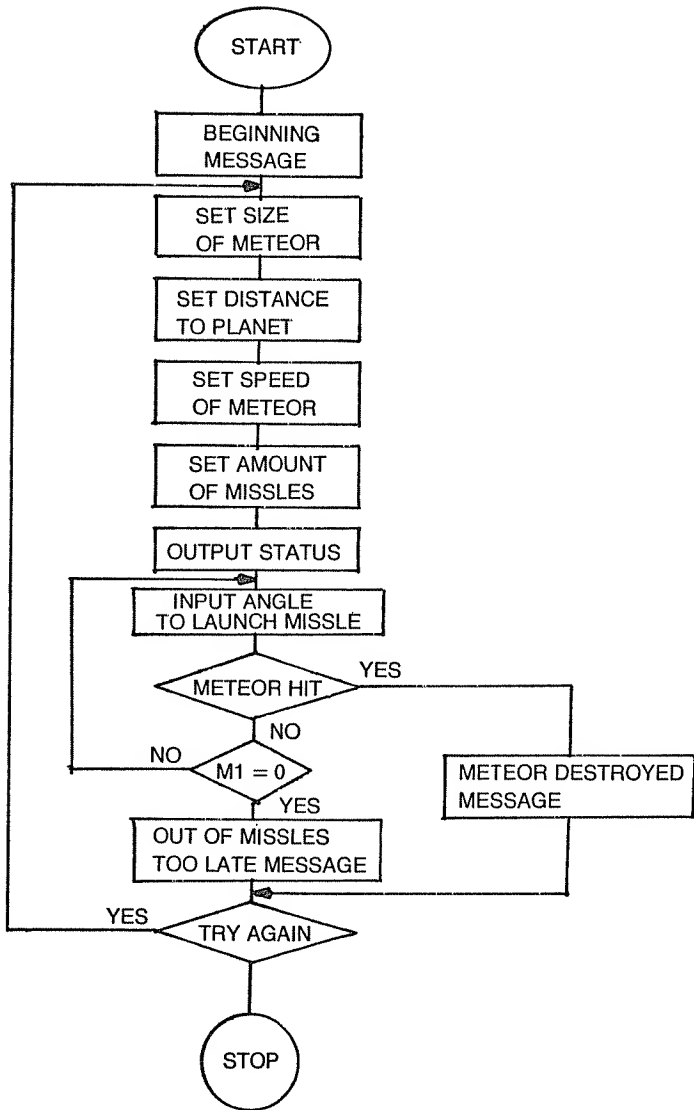 START
BEGINNING
MESSAGE
SET SIZE
OF METEOR
SET DISTANCE
TO PLANET
SET SPEED
OF METEOR
SET AMOUNT
OF MISSLES
OUTPUT STATUS
INPUT ANGLE
TO LAUNCH MISSLE
METEOR HIT
YES
NO
NO
M1 = 0
YES
METEOR DESTROYED
MESSAGE
OUT OF MISSLES
TOO LATE MESSAGE
YES
TRY AGAIN
STOP